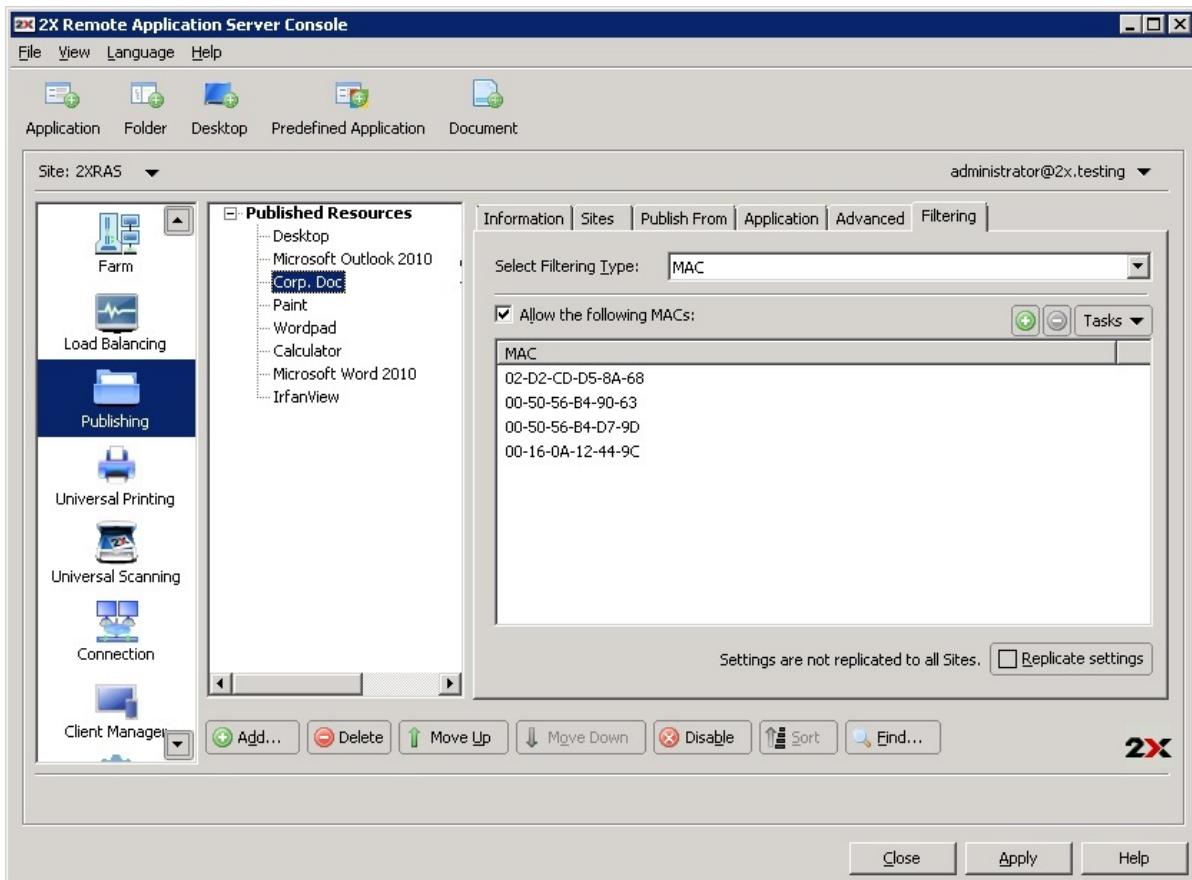 2X 2X Remote Application Server Console
File View Language Help
Application Folder Desktop Predefined Application Document
Site: 2XRAS administrator@2x.testing
Farm
Load Balancing
Publishing
Universal Printing
Universal Scanning
2X
Connection
Client Manager
Published Resources
Desktop
Microsoft Outlook 2010
Corp. Doc
Paint
Wordpad
Calculator
Microsoft Word 2010
IrfanView
Information Sites Publish From Application Advanced Filtering
Select Filtering Type: MAC
Allow the following MACs: Tasks
MAC
02-D2-CD-D5-8A-68
00-50-56-B4-90-63
00-50-56-B4-D7-9D
00-16-0A-12-44-9C
Settings are not replicated to all Sites. Replicate settings
Add... Delete Move Up Move Down Disable Sort Find...
2X
Close Apply Help